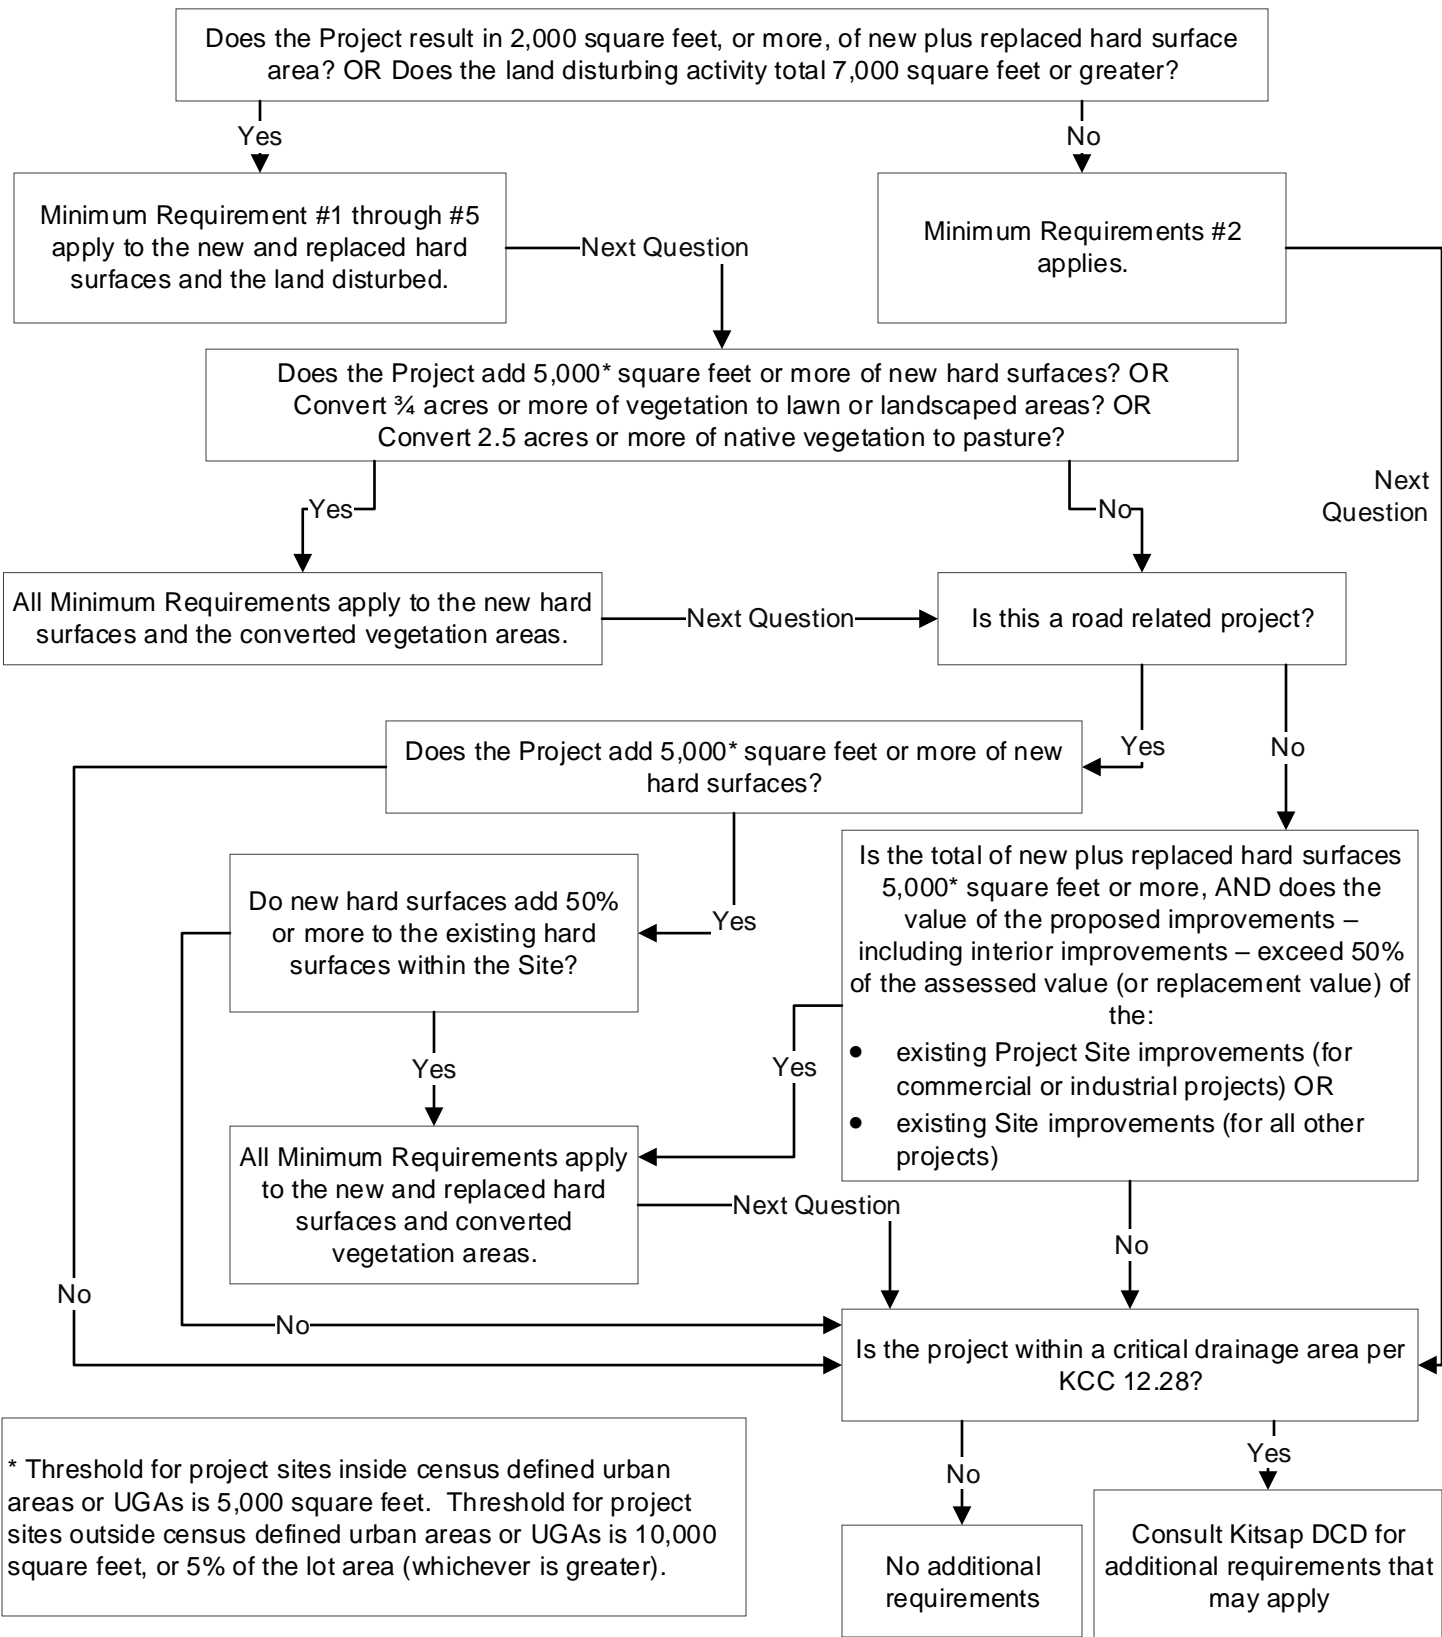 Does the Project result in 2,000 square feet, or more, of new plus replaced hard surface
area? OR Does the land disturbing activity total 7,000 square feet or greater?
Yes
No
Minimum Requirement #1 through #5
apply to the new and replaced hard
surfaces and the land disturbed.
Next Question
Minimum Requirements #2
applies.
Does the Project add 5,000* square feet or more of new hard surfaces? OR
Convert ¾ acres or more of vegetation to lawn or landscaped areas? OR
Convert 2.5 acres or more of native vegetation to pasture?
Next
Question
Yes
No
All Minimum Requirements apply to the new hard
surfaces and the converted vegetation areas.
Next Question
Is this a road related project?
Yes
No
Does the Project add 5,000* square feet or more of new
hard surfaces?
Is the total of new plus replaced hard surfaces
5,000* square feet or more, AND does the
value of the proposed improvements –
including interior improvements – exceed 50%
of the assessed value (or replacement value) of
the:
• existing Project Site improvements (for
commercial or industrial projects) OR
• existing Site improvements (for all other
projects)
Yes
Do new hard surfaces add 50%
or more to the existing hard
surfaces within the Site?
Yes
Yes
All Minimum Requirements apply
to the new and replaced hard
surfaces and converted
vegetation areas.
Next Question
No
No
No
Is the project within a critical drainage area per
KCC 12.28?
No
Yes
* Threshold for project sites inside census defined urban
areas or UGAs is 5,000 square feet. Threshold for project
sites outside census defined urban areas or UGAs is 10,000
square feet, or 5% of the lot area (whichever is greater).
No additional
requirements
Consult Kitsap DCD for
additional requirements that
may apply